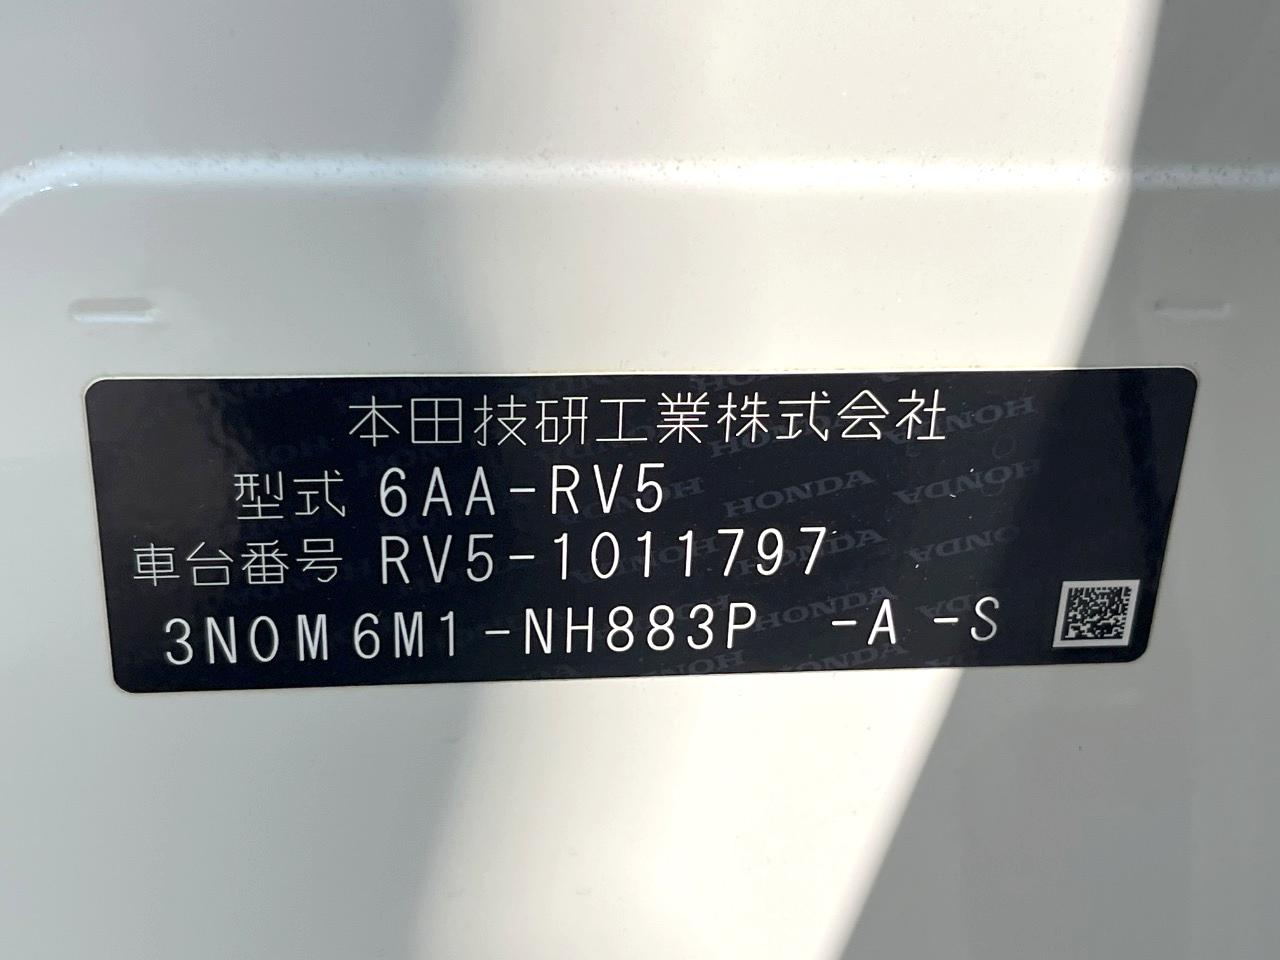 本田技研工業株式会社
型式 6AA-RV5
車台番号 RV5-1011797
3N0M6M1-NH883P -A-S